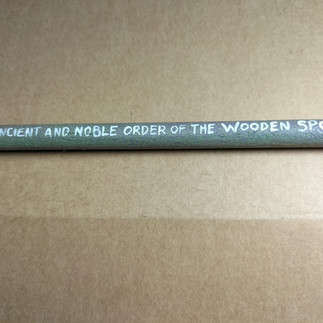 NCIENT AND NOBLE ORDER OF THE WOODEN SPO